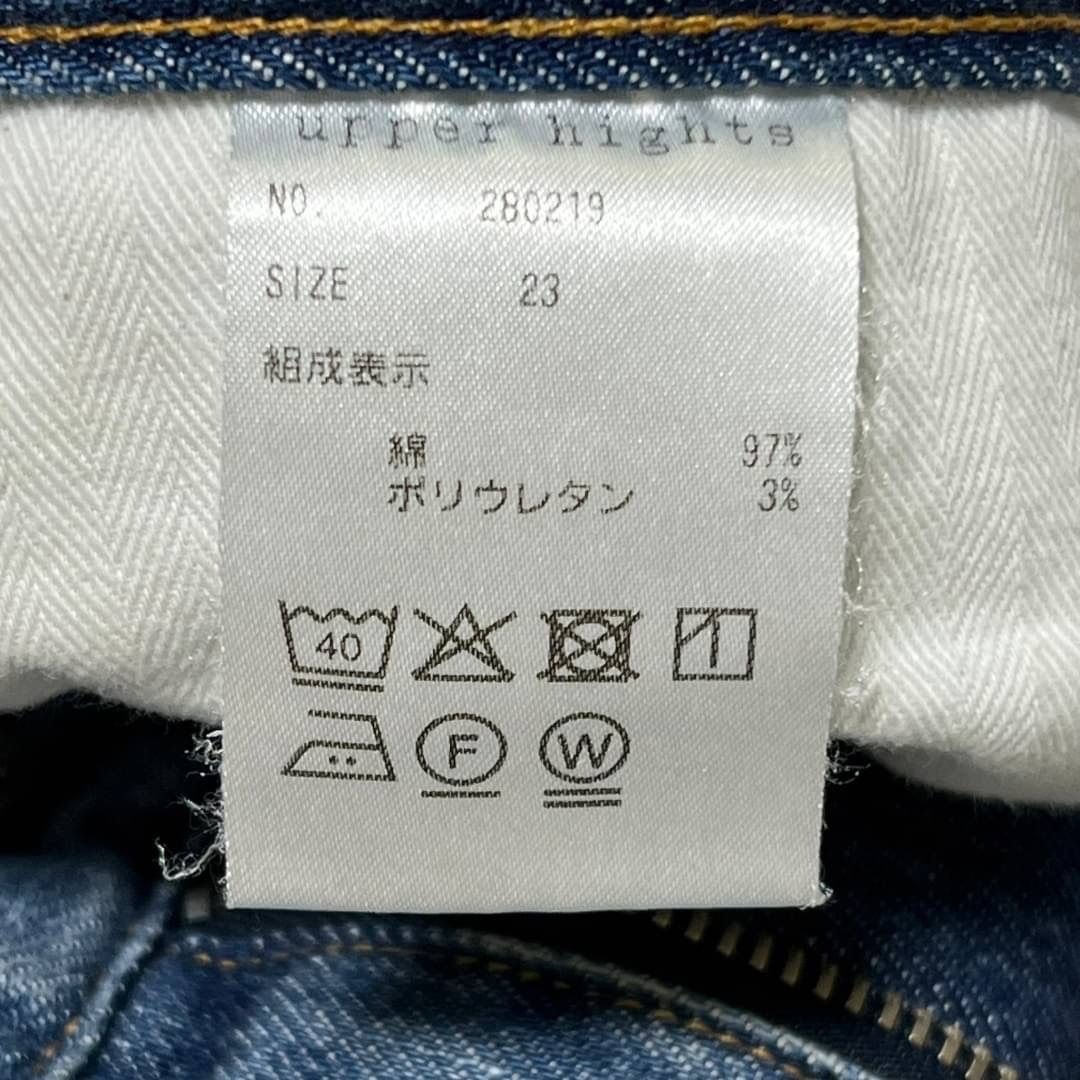 upper hights
NO. 280219
SIZE 23
組成表示
綿 97%
ポリウレタン 3%
40
F W